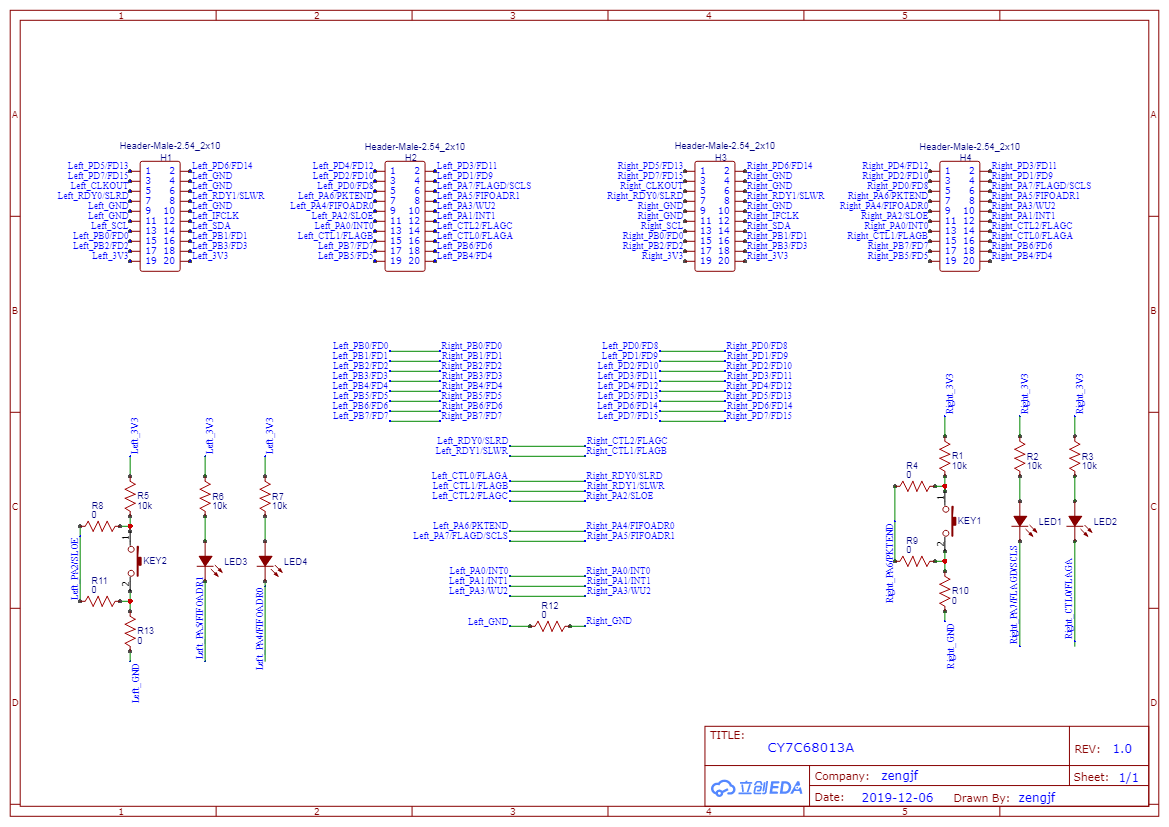 1 2 3 4 5
A A
B B
C C
D D
Header-Male-2.54_2x10
H1
Left_PD5/FD13 1 2 Left_PD6/FD14
Left_PD7/FD15 3 4 Left_GND
Left_CLKOUT 5 6 Left_GND
Left_RDY0/SLRD 7 8 Left_RDY1/SLWR
Left_GND 9 10 Left_GND
Left_GND 11 12 Left_IFCLK
Left_SCL 13 14 Left_SDA
Left_PB0/FD0 15 16 Left_PB1/FD1
Left_PB2/FD2 17 18 Left_PB3/FD3
Left_3V3 19 20 Left_3V3
Header-Male-2.54_2x10
H2
Left_PD4/FD12 1 2 Left_PD3/FD11
Left_PD2/FD10 3 4 Left_PD1/FD9
Left_PD0/FD8 5 6 Left_PA7/FLAGD/SCLS
Left_PA6/PKTEND 7 8 Left_PA5/FIFOADR1
Left_PA4/FIFOADR0 9 10 Left_PA3/WU2
Left_PA2/SLOE 11 12 Left_PA1/INT1
Left_PA0/INT0 13 14 Left_CTL2/FLAGC
Left_CTL1/FLAGB 15 16 Left_CTL0/FLAGA
Left_PB7/FD7 17 18 Left_PB6/FD6
Left_PB5/FD5 19 20 Left_PB4/FD4
Header-Male-2.54_2x10
H3
Right_PD5/FD13 1 2 Right_PD6/FD14
Right_PD7/FD15 3 4 Right_GND
Right_CLKOUT 5 6 Right_GND
Right_RDY0/SLRD 7 8 Right_RDY1/SLWR
Right_GND 9 10 Right_GND
Right_GND 11 12 Right_IFCLK
Right_SCL 13 14 Right_SDA
Right_PB0/FD0 15 16 Right_PB1/FD1
Right_PB2/FD2 17 18 Right_PB3/FD3
Right_3V3 19 20 Right_3V3
Header-Male-2.54_2x10
H4
Right_PD4/FD12 1 2 Right_PD3/FD11
Right_PD2/FD10 3 4 Right_PD1/FD9
Right_PD0/FD8 5 6 Right_PA7/FLAGD/SCLS
Right_PA6/PKTEND 7 8 Right_PA5/FIFOADR1
Right_PA4/FIFOADR0 9 10 Right_PA3/WU2
Right_PA2/SLOE 11 12 Right_PA1/INT1
Right_PA0/INT0 13 14 Right_CTL2/FLAGC
Right_CTL1/FLAGB 15 16 Right_CTL0/FLAGA
Right_PB7/FD7 17 18 Right_PB6/FD6
Right_PB5/FD5 19 20 Right_PB4/FD4
Left_PB0/FD0 Right_PB0/FD0
Left_PB1/FD1 Right_PB1/FD1
Left_PB2/FD2 Right_PB2/FD2
Left_PB3/FD3 Right_PB3/FD3
Left_PB4/FD4 Right_PB4/FD4
Left_PB5/FD5 Right_PB5/FD5
Left_PB6/FD6 Right_PB6/FD6
Left_PB7/FD7 Right_PB7/FD7
Left_PD0/FD8 Right_PD0/FD8
Left_PD1/FD9 Right_PD1/FD9
Left_PD2/FD10 Right_PD2/FD10
Left_PD3/FD11 Right_PD3/FD11
Left_PD4/FD12 Right_PD4/FD12
Left_PD5/FD13 Right_PD5/FD13
Left_PD6/FD14 Right_PD6/FD14
Left_PD7/FD15 Right_PD7/FD15
Left_RDY0/SLRD Right_CTL2/FLAGC
Left_RDY1/SLWR Right_CTL1/FLAGB
Left_CTL0/FLAGA Right_RDY0/SLRD
Left_CTL1/FLAGB Right_RDY1/SLWR
Left_CTL2/FLAGC Right_PA2/SLOE
Left_PA6/PKTEND Right_PA4/FIFOADR0
Left_PA7/FLAGD/SCLS Right_PA5/FIFOADR1
Left_PA0/INT0 Right_PA0/INT0
Left_PA1/INT1 Right_PA1/INT1
Left_PA3/WU2 Right_PA3/WU2
R12
0
Left_GND Right_GND
Left_3V3 Left_3V3 Left_3V3
R5
10k
R6
10k
R7
10k
R8
0
1
KEY2
2
Left_PA2/SLOE
R11
0
R13
0
Left_GND
LED3
Left_PA5/FIFOADR1
LED4
Left_PA4/FIFOADR0
Right_3V3 Right_3V3 Right_3V3
R1
10k
R2
10k
R3
10k
R4
0
1
KEY1
2
Right_PA6/PKTEND
R9
0
R10
0
Right_GND
LED1
Right_PA7/FLAGD/SCLS
LED2
Right_CTL0/FLAGA
TITLE:
CY7C68013A
REV: 1.0
立创EDA
Company: zengjf
Sheet: 1/1
Date: 2019-12-06 Drawn By: zengjf
1 2 3 4 5